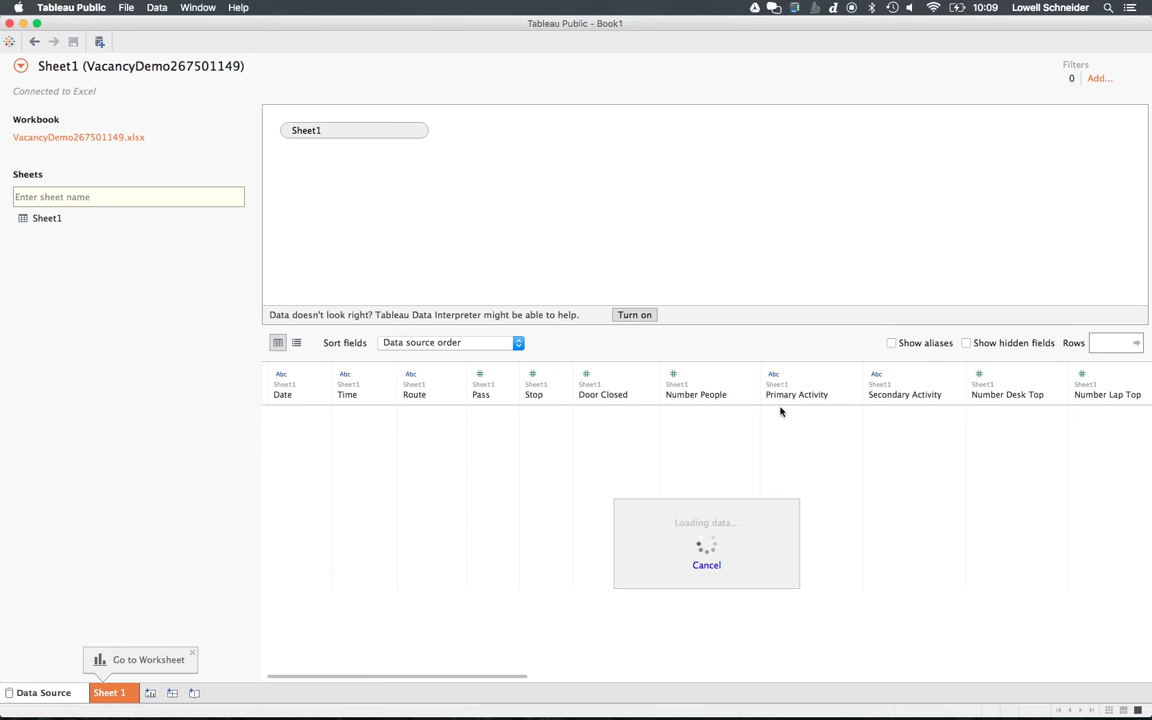 Tableau Public File Data Window Help 10:09 Lowell Schneider
Tableau Public - Book1
Sheet1 (VacancyDemo267501149)
Filters
0 Add...
Connected to Excel
Workbook
VacancyDemo267501149.xlsx
Sheets
Enter sheet name
Sheet1
Sheet1
Data doesn't look right? Tableau Data Interpreter might be able to help. Turn on
Sort fields Data source order Show aliases Show hidden fields Rows
Abc Abc Abc # # # # Abc Abc # #
Sheet1 Sheet1 Sheet1 Sheet1 Sheet1 Sheet1 Sheet1 Sheet1 Sheet1 Sheet1 Sheet1
Date Time Route Pass Stop Door Closed Number People Primary Activity Secondary Activity Number Desk Top Number Lap Top
Loading data...
Cancel
Go to Worksheet
Data Source Sheet 1